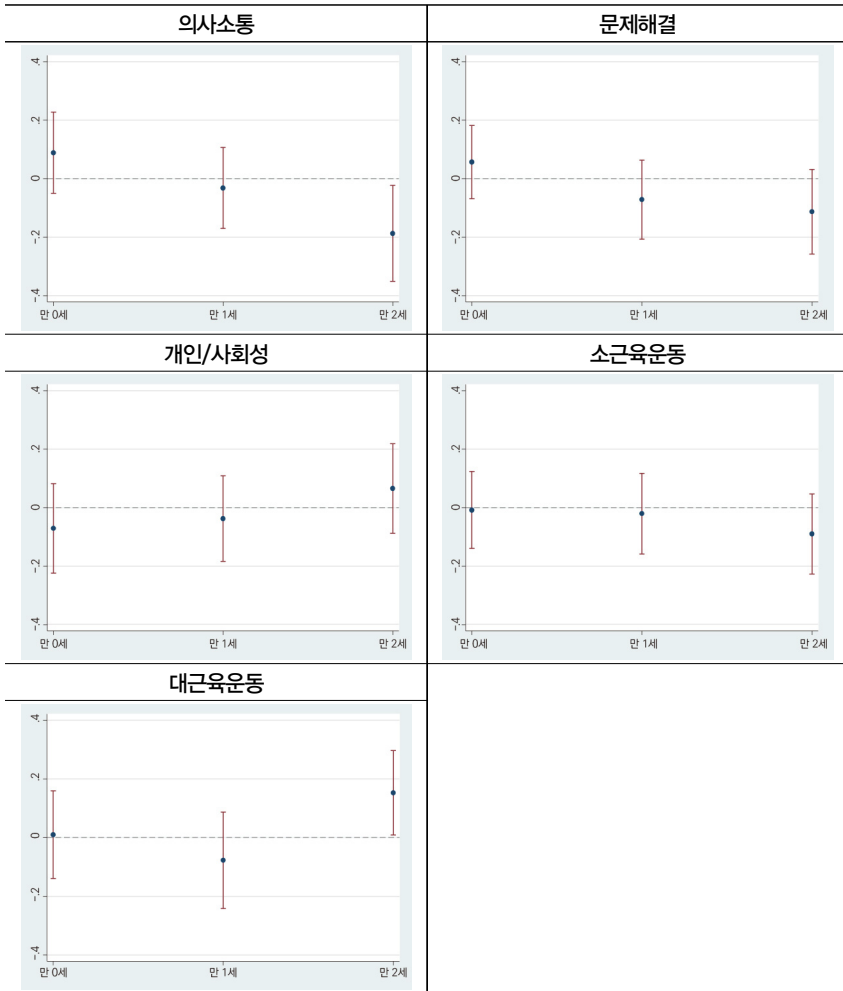 의사소통
문제해결
.4
.2
0
-.2
-.4
만 0세
만 1세
만 2세
.4
.2
0
-.2
-.4
만 0세
만 1세
만 2세
개인/사회성
소근육운동
.4
.2
0
-.2
-.4
만 0세
만 1세
만 2세
.4
.2
0
-.2
-.4
만 0세
만 1세
만 2세
대근육운동
.4
.2
0
-.2
-.4
만 0세
만 1세
만 2세